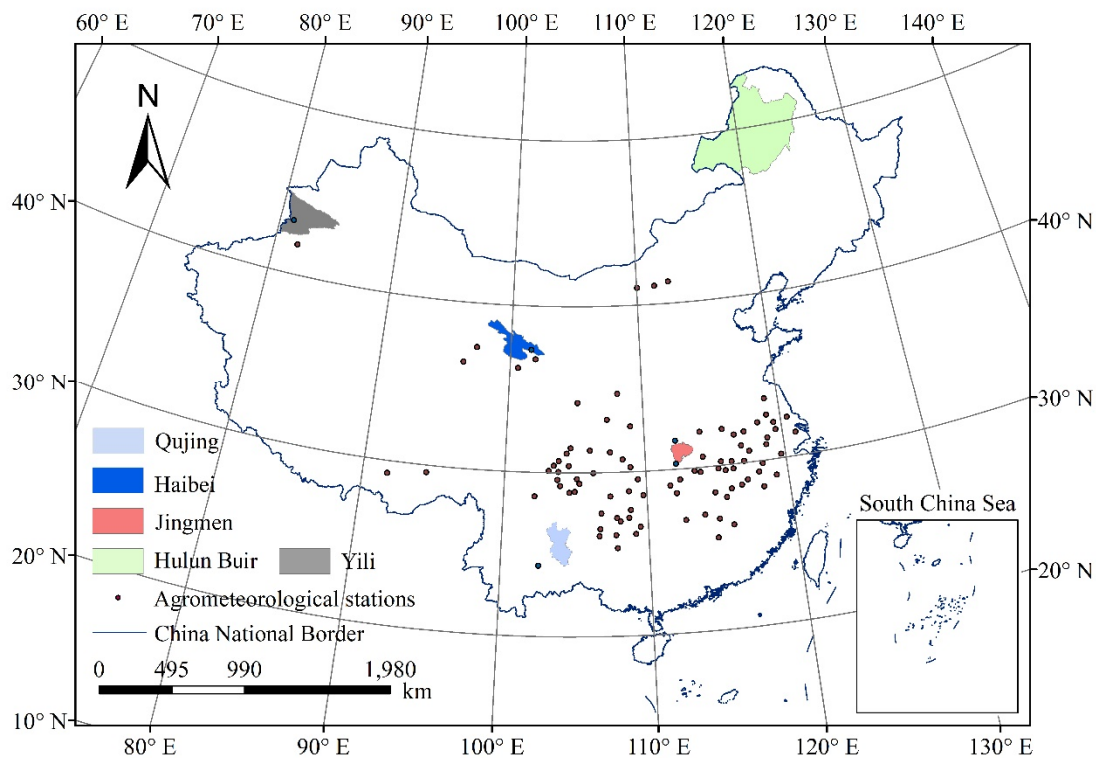 60° E 70° E 80° E 90° E 100° E 110° E 120° E 130° E 140° E
N
40° N 40° N
30° N 30° N
Qujing
Haibei
South China Sea
Jingmen
20° N 20° N
Hulun Buir Yili
Agrometeorological stations
China National Border
0 495 990 1,980
km
10° N
80° E 90° E 100° E 110° E 120° E 130° E